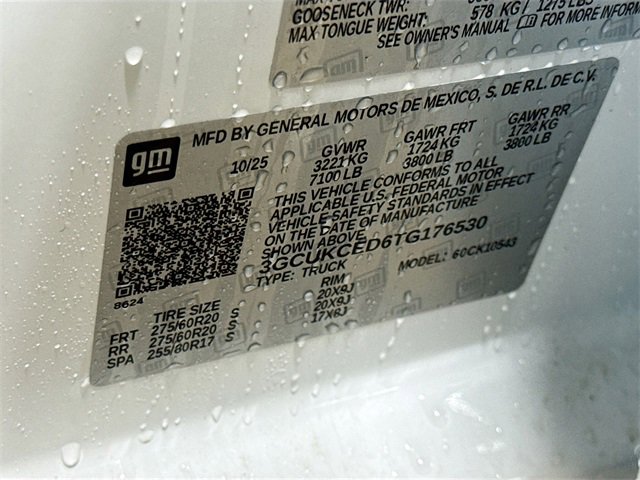 GOOSENECK TWR:
MAX TONGUE WEIGHT: 578 KG / 1275 LBS
SEE OWNER'S MANUAL FOR MORE INFORM
MFD BY GENERAL MOTORS DE MEXICO, S. DE R.L. DE C.V.
gm
10/25 GVWR GAWR FRT GAWR RR
3221 KG 1724 KG 1724 KG
7100 LB 3800 LB 3800 LB
THIS VEHICLE CONFORMS TO ALL
APPLICABLE U.S. FEDERAL MOTOR
VEHICLE SAFETY STANDARDS IN EFFECT
ON THE DATE OF MANUFACTURE
SHOWN ABOVE.
3GCUKCED6TG176530
TYPE: TRUCK MODEL: 60CK10543
8624
TIRE SIZE RIM
FRT 275/60R20 S 20X9J
RR 275/60R20 S 20X9J
SPA 255/80R17 S 17X8J